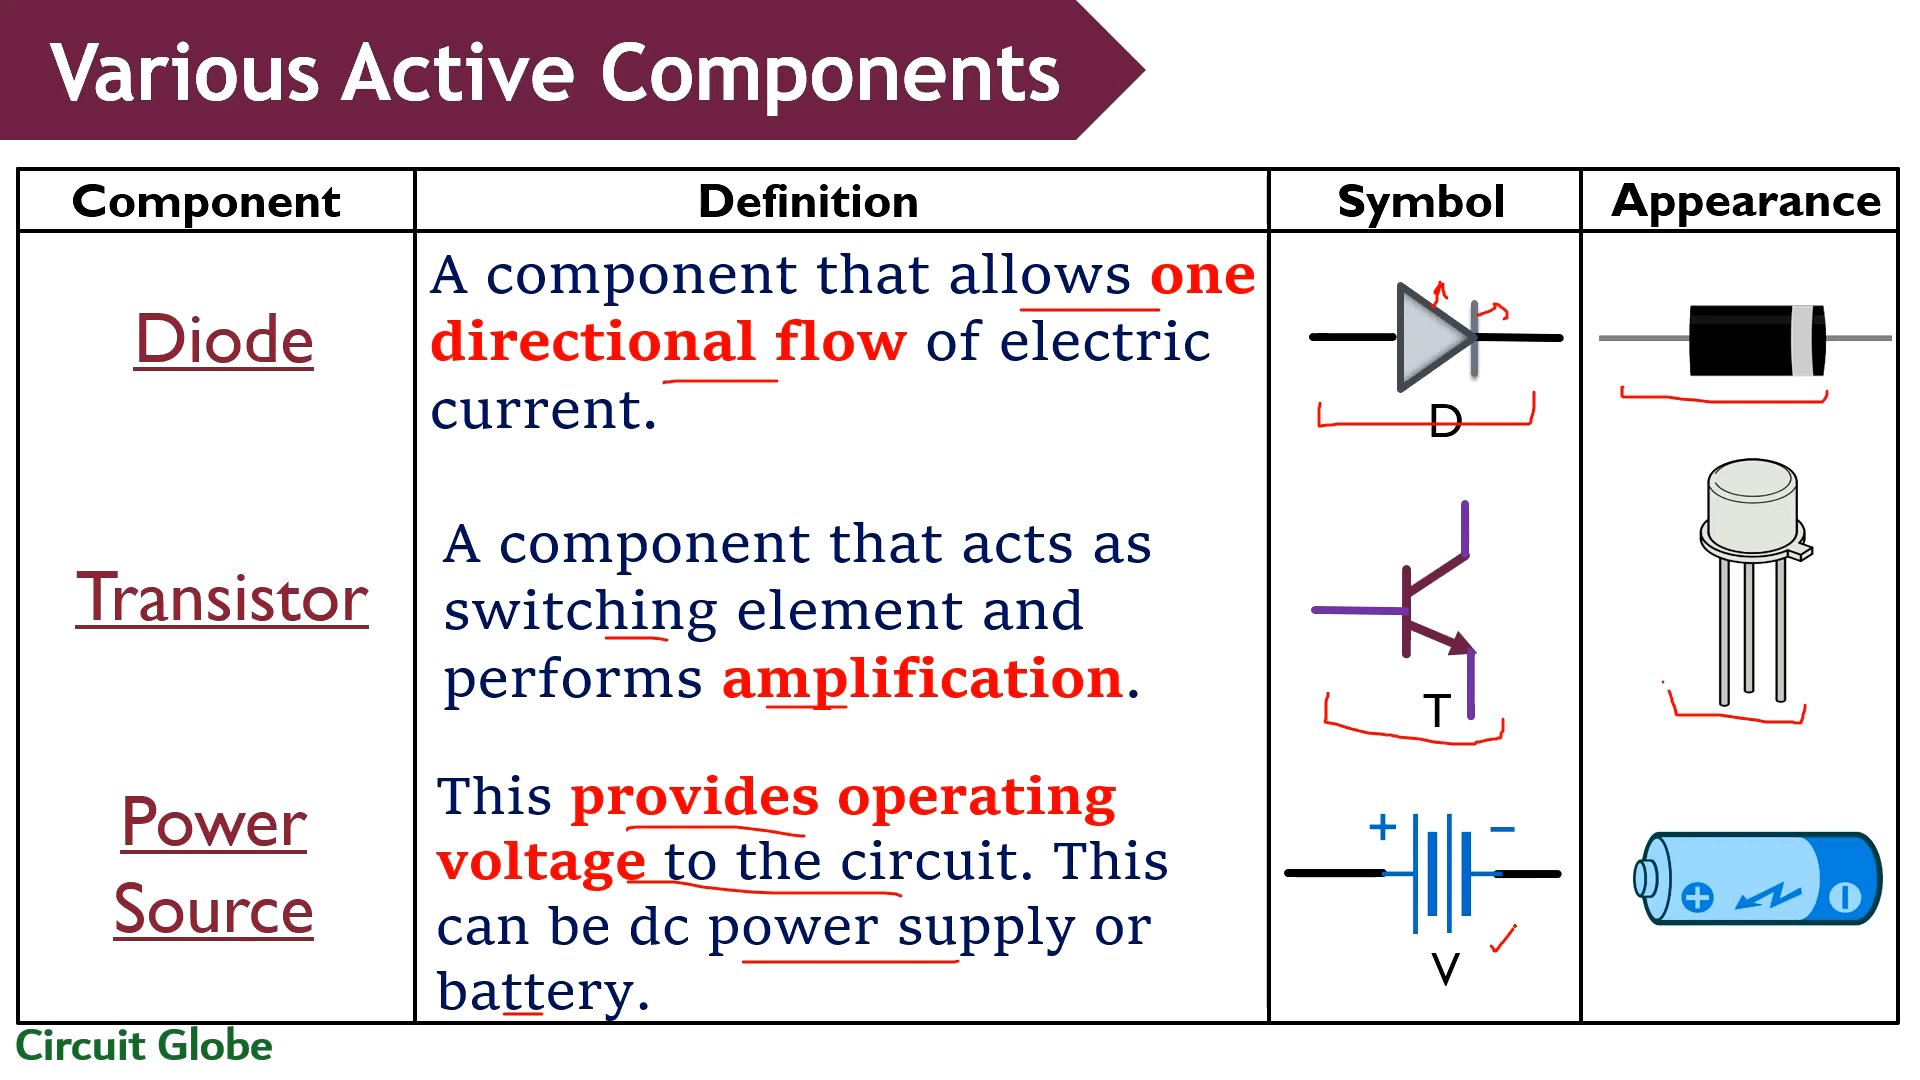 Various Active Components
Component
Definition
Symbol
Appearance
Diode
A component that allows one
directional flow of electric
current.
D
Transistor
A component that acts as
switching element and
performs amplification.
T
Power
Source
This provides operating
voltage to the circuit. This
can be dc power supply or
battery.
+ −
V
Circuit Globe